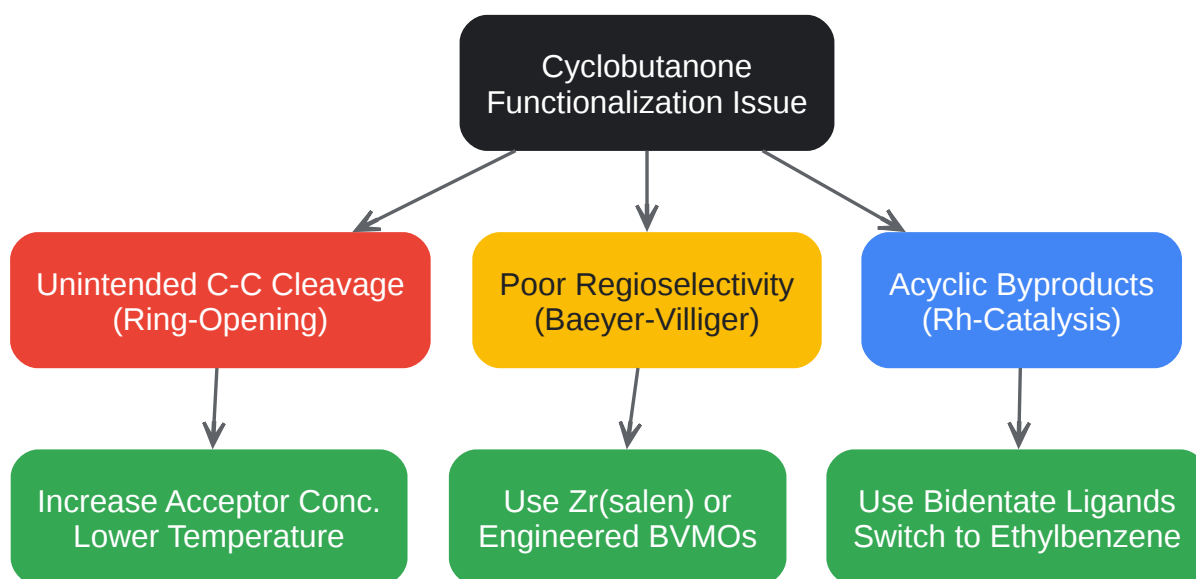 Cyclobutanone
Functionalization Issue
Unintended C-C Cleavage
(Ring-Opening)
Poor Regioselectivity
(Baeyer-Villiger)
Acyclic Byproducts
(Rh-Catalysis)
Increase Acceptor Conc.
Lower Temperature
Use Zr(salen) or
Engineered BVMOs
Use Bidentate Ligands
Switch to Ethylbenzene